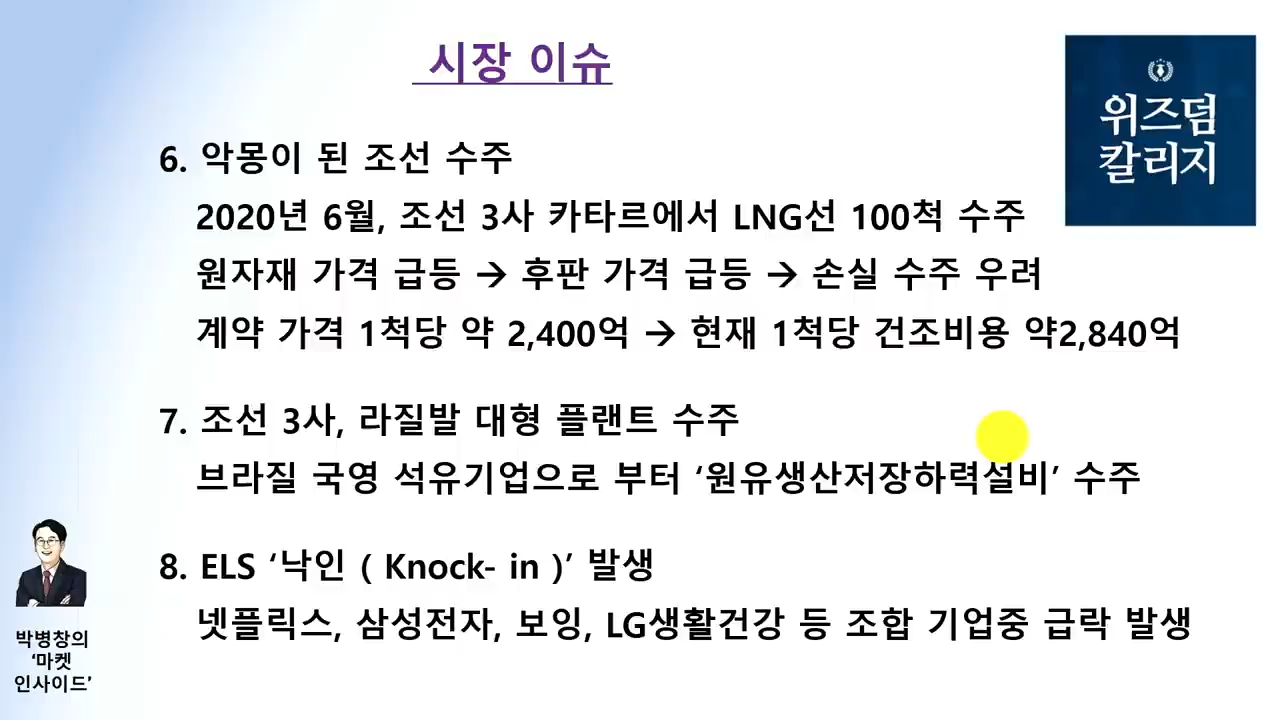 시장 이슈
위즈덤
칼리지
6. 악몽이 된 조선 수주
2020년 6월, 조선 3사 카타르에서 LNG선 100척 수주
원자재 가격 급등 → 후판 가격 급등 → 손실 수주 우려
계약 가격 1척당 약 2,400억 → 현재 1척당 건조비용 약2,840억
7. 조선 3사, 라질발 대형 플랜트 수주
브라질 국영 석유기업으로 부터 ‘원유생산저장하력설비’ 수주
8. ELS ‘낙인 ( Knock- in )’ 발생
넷플릭스, 삼성전자, 보잉, LG생활건강 등 조합 기업중 급락 발생
박병창의
‘마켓
인사이드’